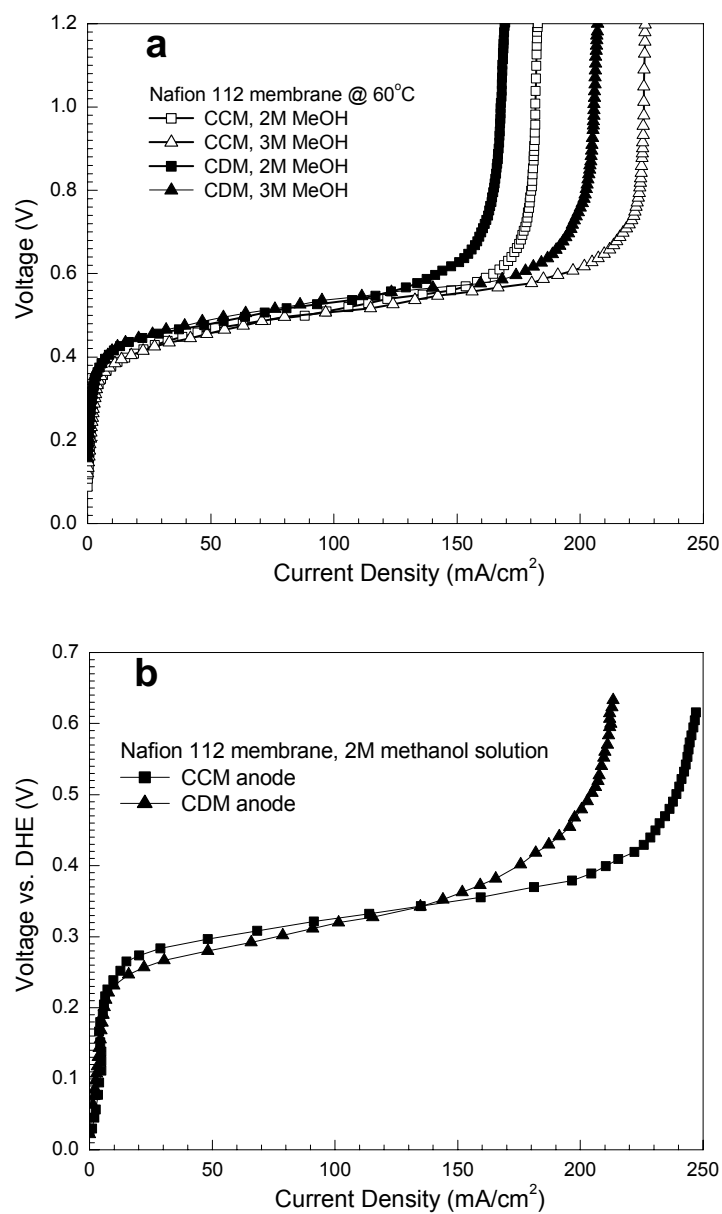 a
Nafion 112 membrane @ 60°C
CCM, 2M MeOH
CCM, 3M MeOH
CDM, 2M MeOH
CDM, 3M MeOH
Voltage (V)
1.2
1.0
0.8
0.6
0.4
0.2
0.0
0 50 100 150 200 250
Current Density (mA/cm²)
b
Nafion 112 membrane, 2M methanol solution
CCM anode
CDM anode
Voltage vs. DHE (V)
0.7
0.6
0.5
0.4
0.3
0.2
0.1
0.0
0 50 100 150 200 250
Current Density (mA/cm²)